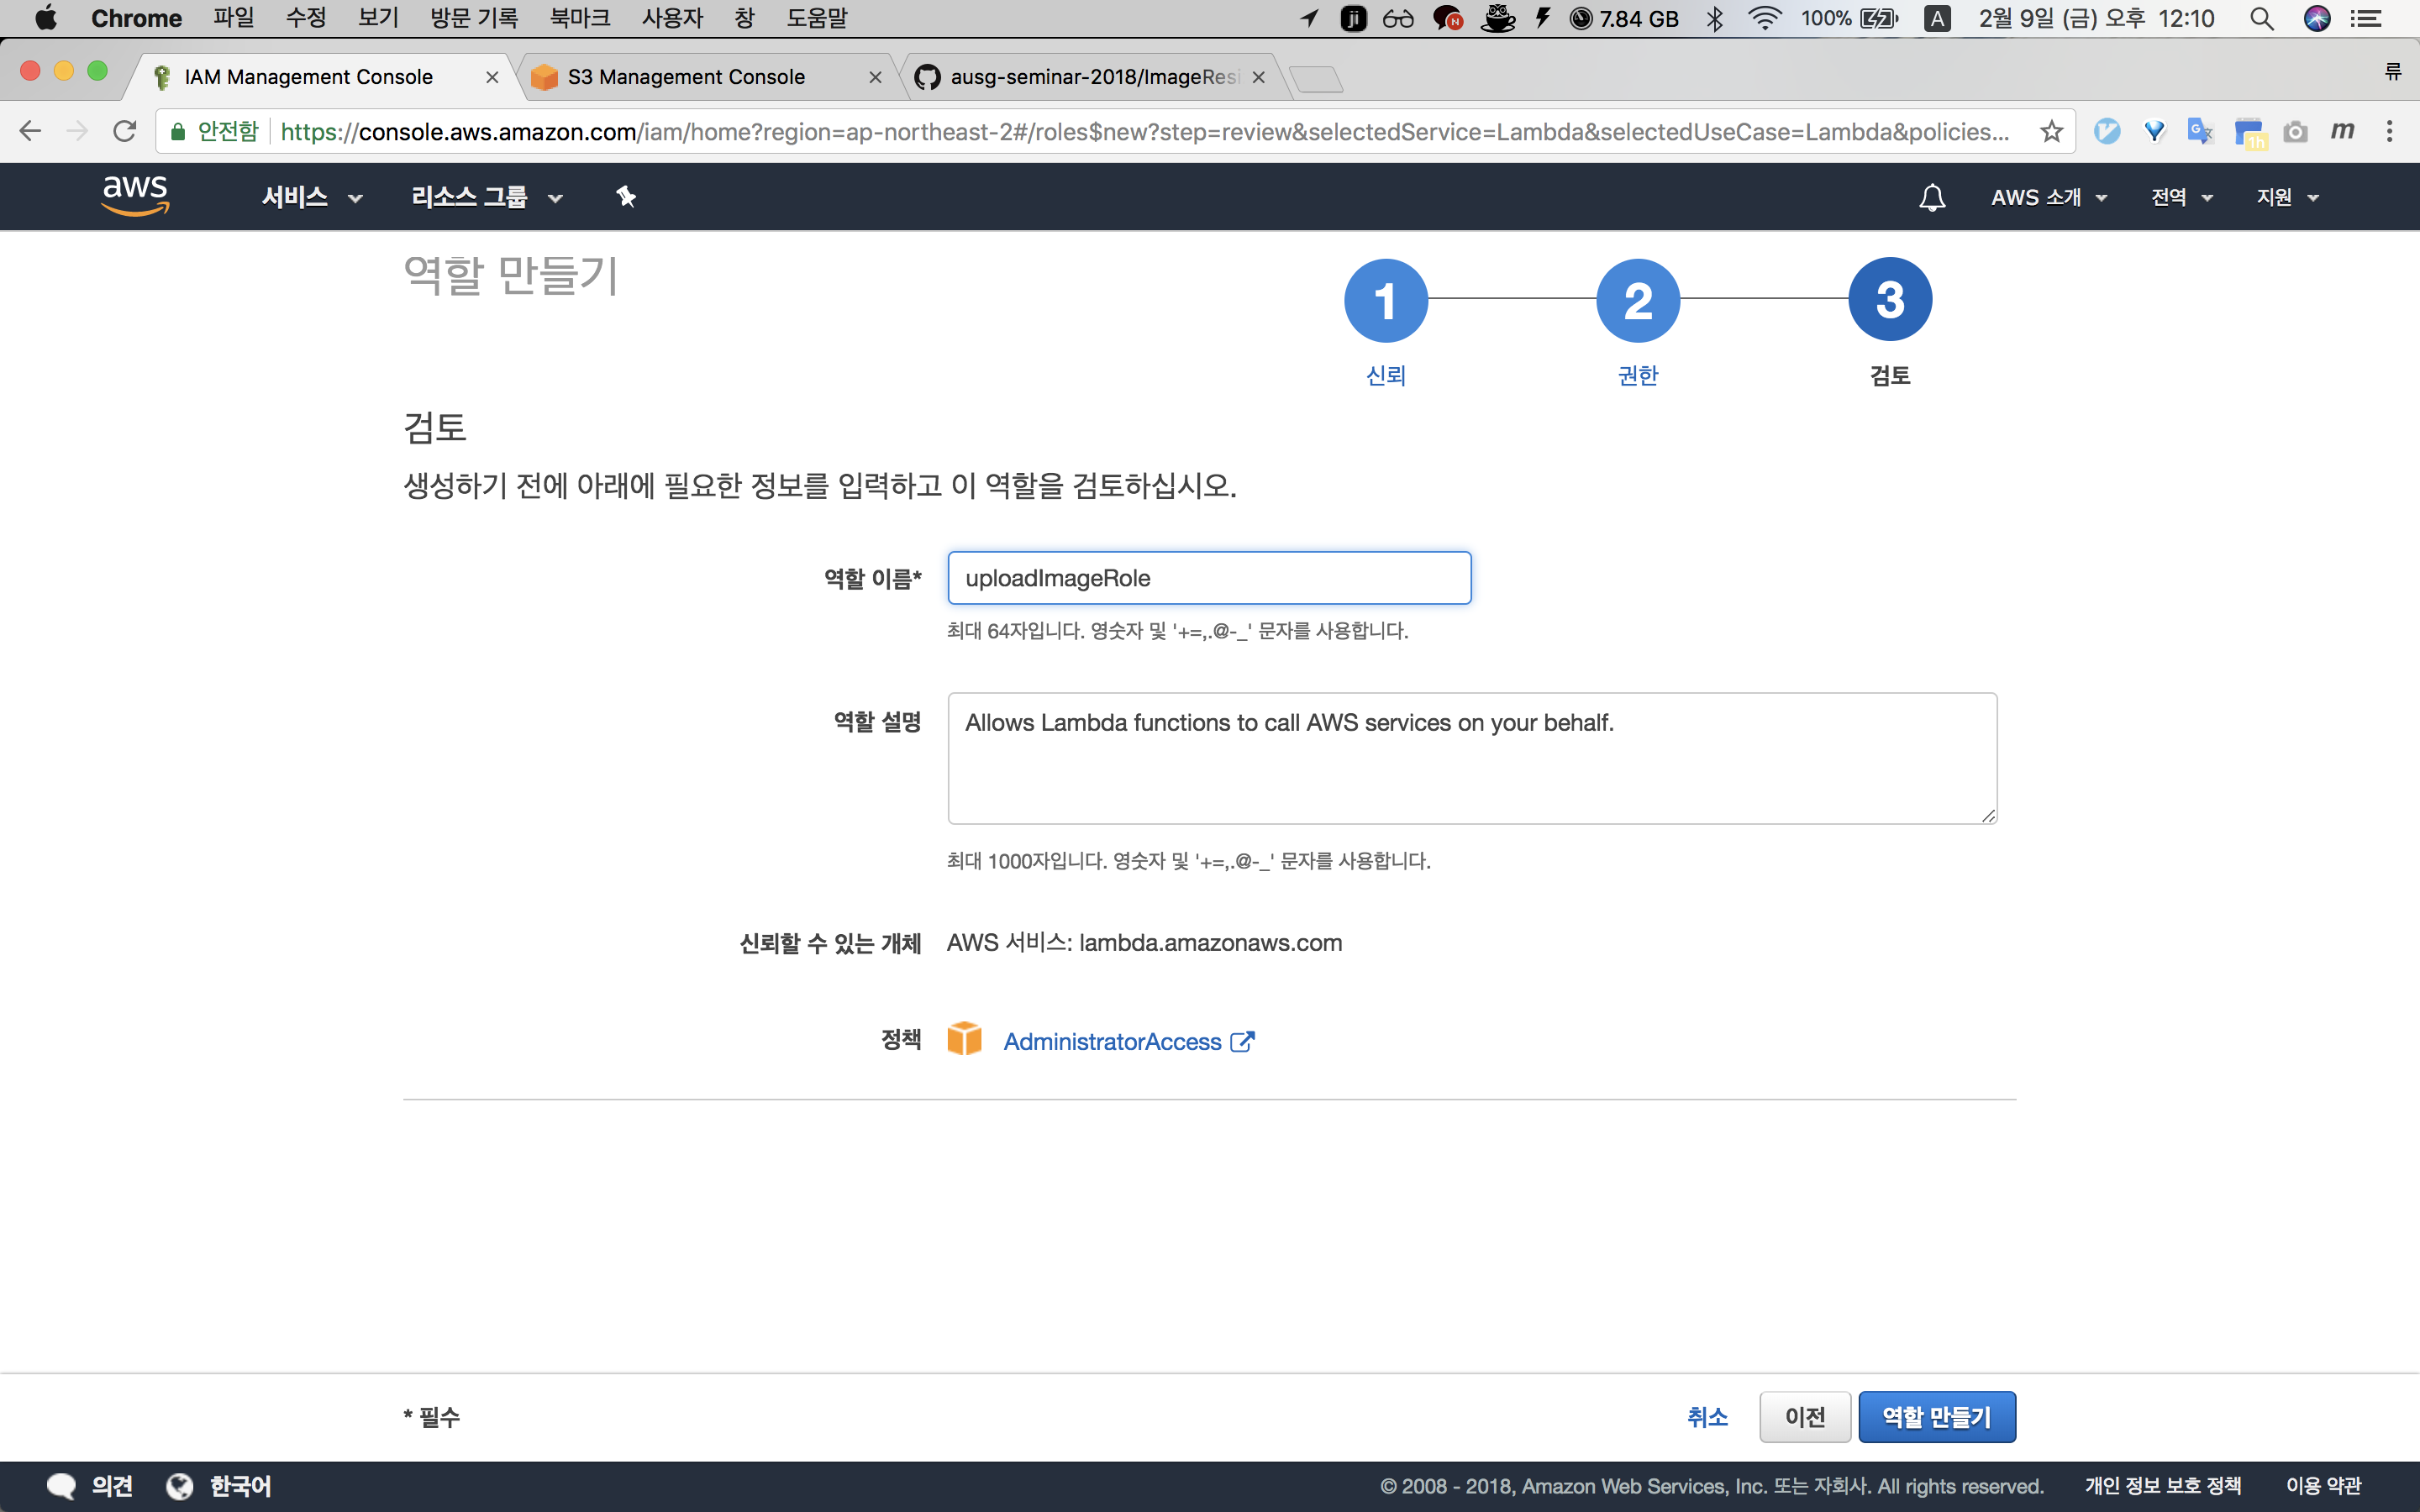 Chrome 파일 수정 보기 방문 기록 북마크 사용자 창 도움말 ji N 7.84 GB 100% A 2월 9일 (금) 오후 12:10
IAM Management Console S3 Management Console ausg-seminar-2018/ImageResi 류
안전함 https://console.aws.amazon.com/iam/home?region=ap-northeast-2#/roles$new?step=review&selectedService=Lambda&selectedUseCase=Lambda&policies... 1h m
aws 서비스 리소스 그룹 AWS 소개 전역 지원
역할 만들기
1 2 3
신뢰 권한 검토
검토
생성하기 전에 아래에 필요한 정보를 입력하고 이 역할을 검토하십시오.
역할 이름* uploadImageRole
최대 64자입니다. 영숫자 및 '+=,.@-_' 문자를 사용합니다.
역할 설명 Allows Lambda functions to call AWS services on your behalf.
최대 1000자입니다. 영숫자 및 '+=,.@-_' 문자를 사용합니다.
신뢰할 수 있는 개체 AWS 서비스: lambda.amazonaws.com
정책 AdministratorAccess
* 필수 취소 이전 역할 만들기
의견 한국어 © 2008 - 2018, Amazon Web Services, Inc. 또는 자회사. All rights reserved. 개인 정보 보호 정책 이용 약관